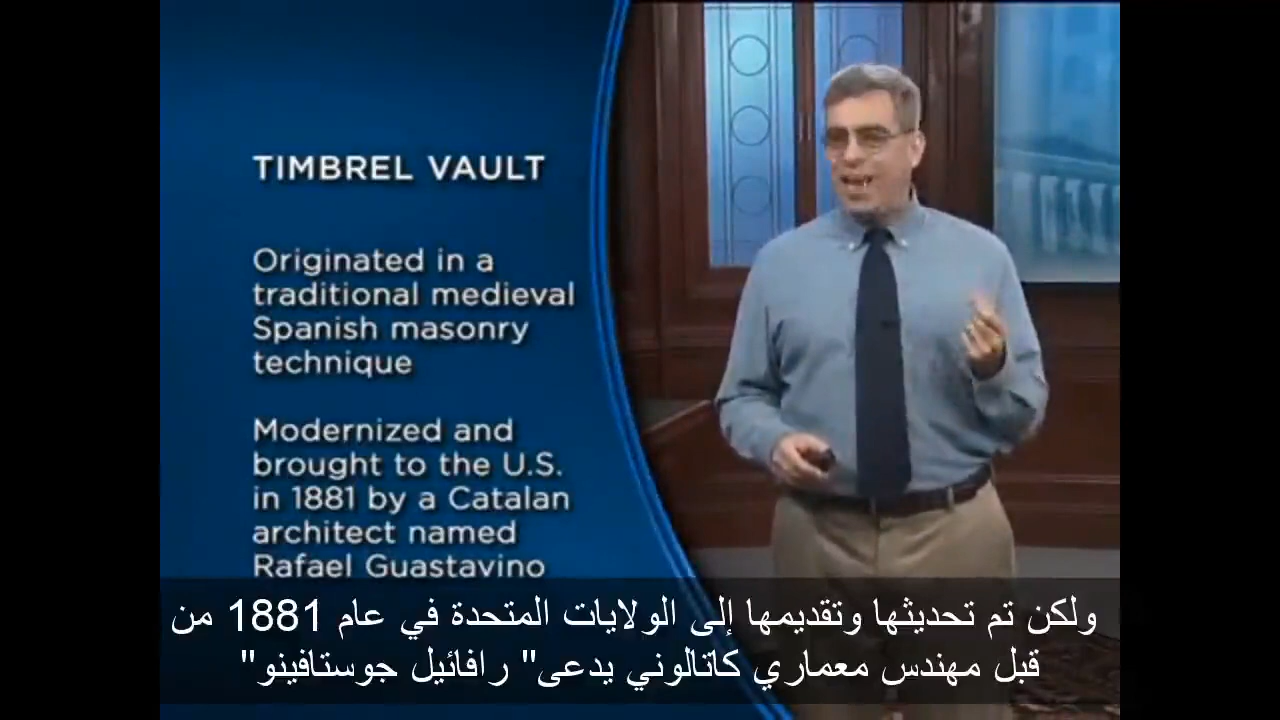 TIMBREL VAULT
Originated in a
traditional medieval
Spanish masonry
technique
Modernized and
brought to the U.S.
in 1881 by a Catalan
architect named
Rafael Guastavino
ولكن تم تحديثها وتقديمها إلى الولايات المتحدة في عام 1881 من
قبل مهندس معماري كاتالوني يدعى" رافائيل جوستافينو"